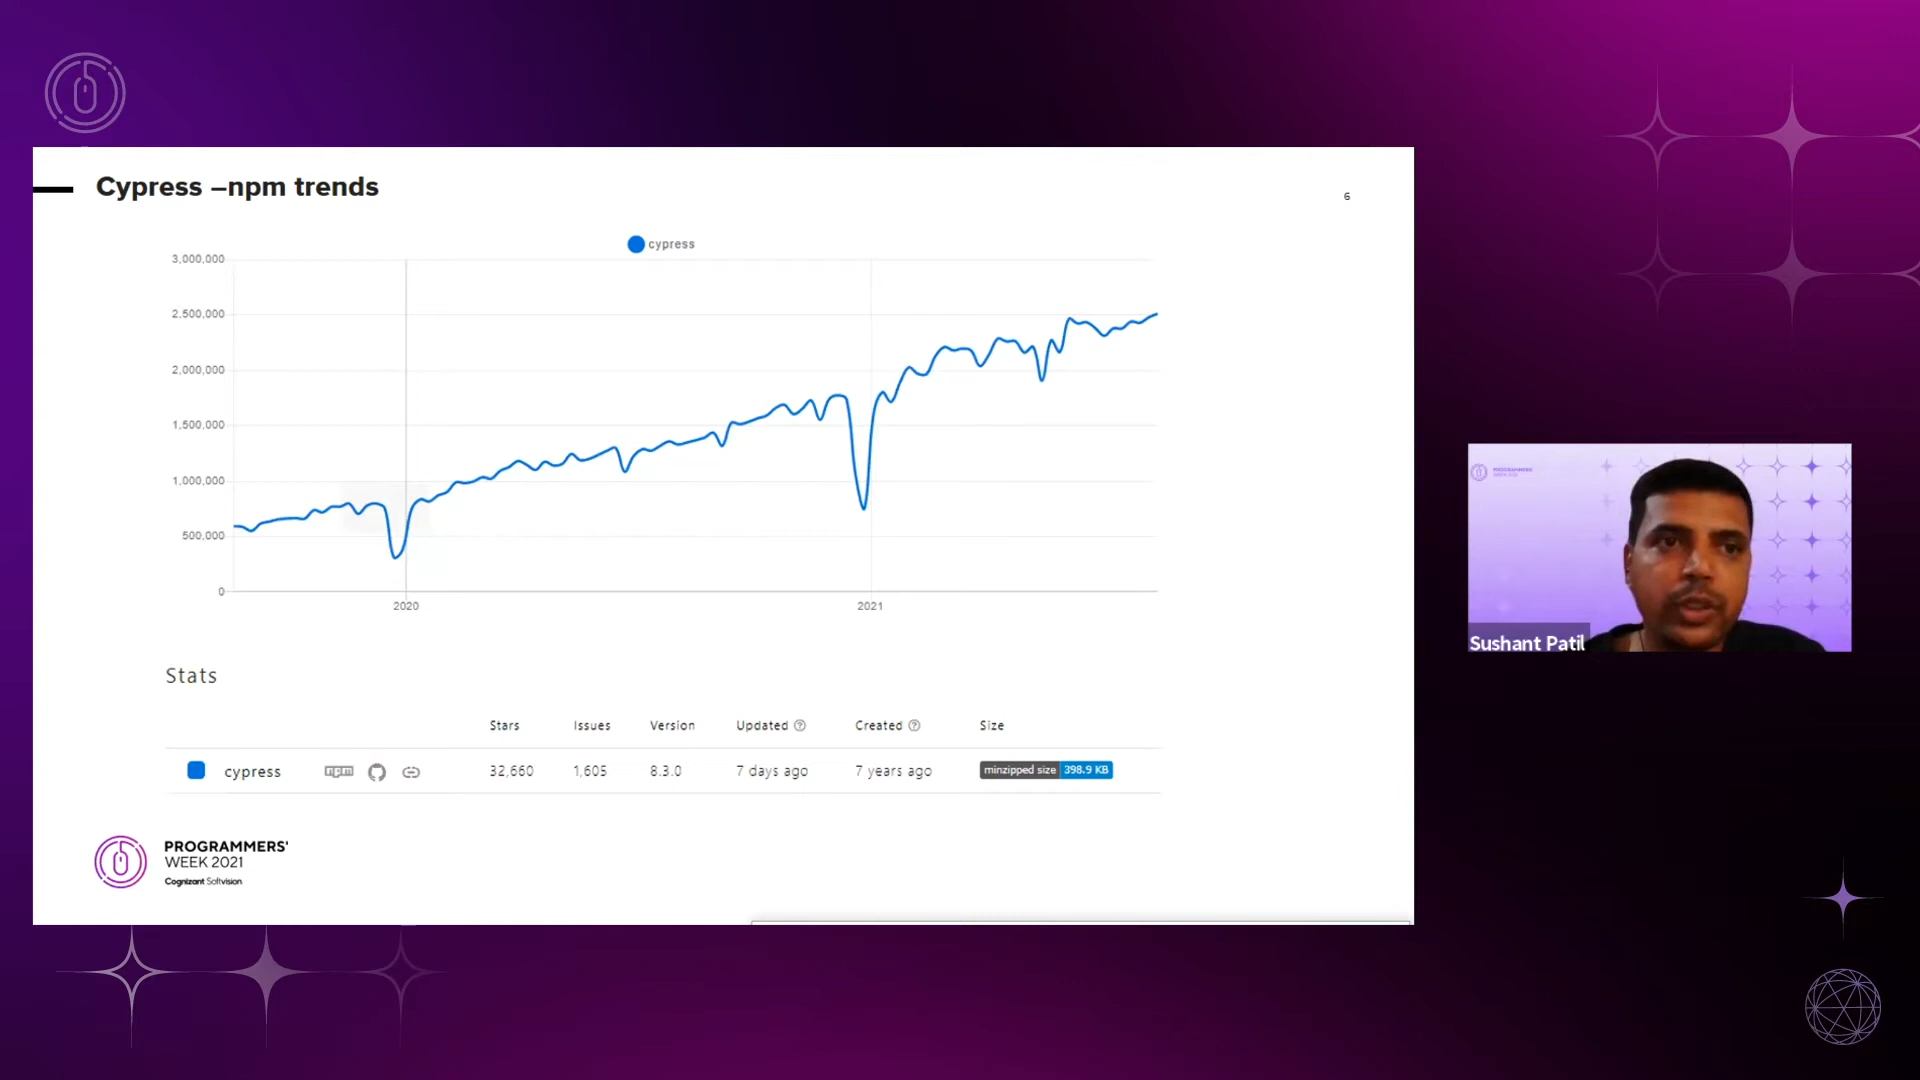 Cypress –npm trends
6
cypress
3,000,000
2,500,000
2,000,000
1,500,000
1,000,000
500,000
0
2020
2021
Stats
Stars Issues Version Updated Created Size
cypress npm 32,660 1,605 8.3.0 7 days ago 7 years ago minzipped size 398.9 KB
PROGRAMMERS'
WEEK 2021
Cognizant Softvision
PROGRAMMERS'
WEEK 2021
Sushant Patil